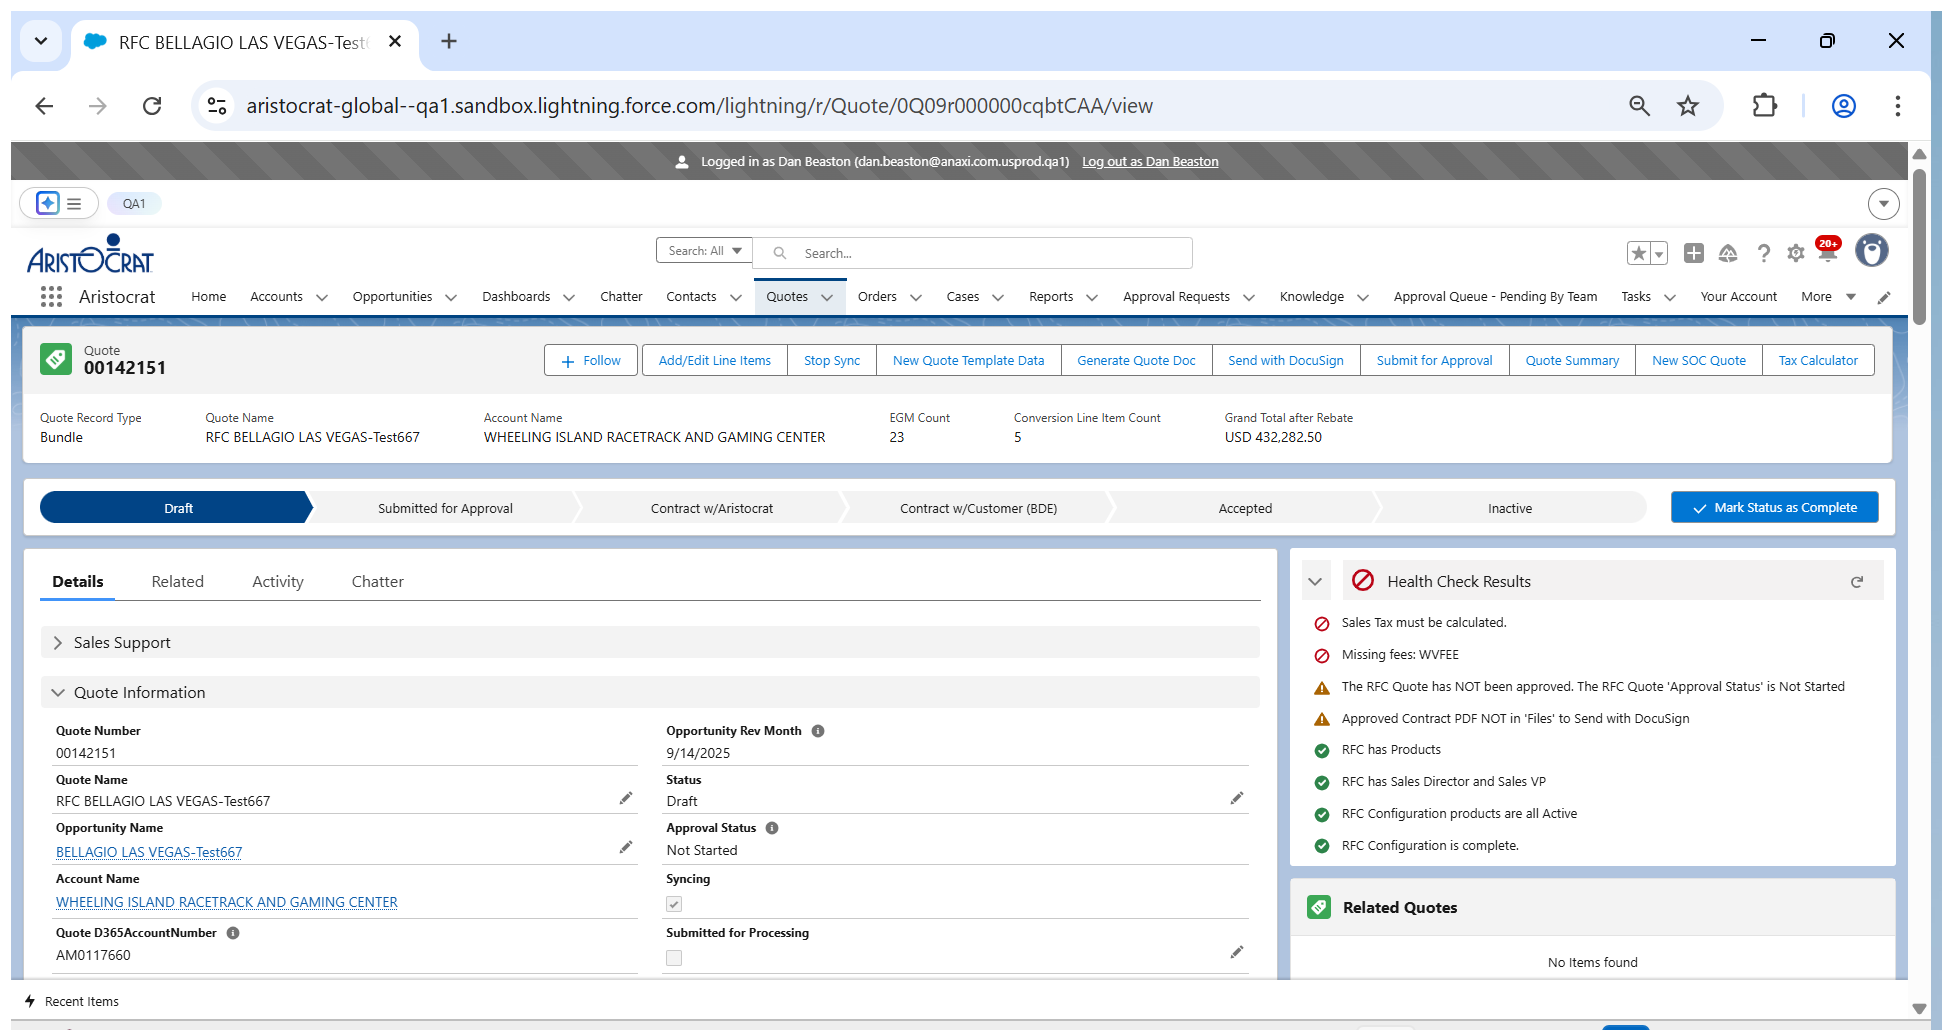 RFC BELLAGIO LAS VEGAS-Test6
aristocrat-global--qa1.sandbox.lightning.force.com/lightning/r/Quote/0Q09r000000cqbtCAA/view
Logged in as Dan Beaston (dan.beaston@anaxi.com.usprod.qa1) Log out as Dan Beaston
QA1
ARISTOCRAT
Search: All
Search...
20+
Aristocrat Home Accounts Opportunities Dashboards Chatter Contacts Quotes Orders Cases Reports Approval Requests Knowledge Approval Queue - Pending By Team Tasks Your Account More
Quote
00142151
Follow Add/Edit Line Items Stop Sync New Quote Template Data Generate Quote Doc Send with DocuSign Submit for Approval Quote Summary New SOC Quote Tax Calculator
Quote Record Type Quote Name Account Name EGM Count Conversion Line Item Count Grand Total after Rebate
Bundle RFC BELLAGIO LAS VEGAS-Test667 WHEELING ISLAND RACETRACK AND GAMING CENTER 23 5 USD 432,282.50
Draft Submitted for Approval Contract w/Aristocrat Contract w/Customer (BDE) Accepted Inactive Mark Status as Complete
Details Related Activity Chatter
Sales Support
Quote Information
Quote Number
00142151
Opportunity Rev Month
9/14/2025
Quote Name
RFC BELLAGIO LAS VEGAS-Test667
Status
Draft
Opportunity Name
BELLAGIO LAS VEGAS-Test667
Approval Status
Not Started
Account Name
WHEELING ISLAND RACETRACK AND GAMING CENTER
Syncing
Quote D365AccountNumber
AM0117660
Submitted for Processing
Health Check Results
Sales Tax must be calculated.
Missing fees: WVFEE
The RFC Quote has NOT been approved. The RFC Quote 'Approval Status' is Not Started
Approved Contract PDF NOT in 'Files' to Send with DocuSign
RFC has Products
RFC has Sales Director and Sales VP
RFC Configuration products are all Active
RFC Configuration is complete.
Related Quotes
No Items found
Recent Items